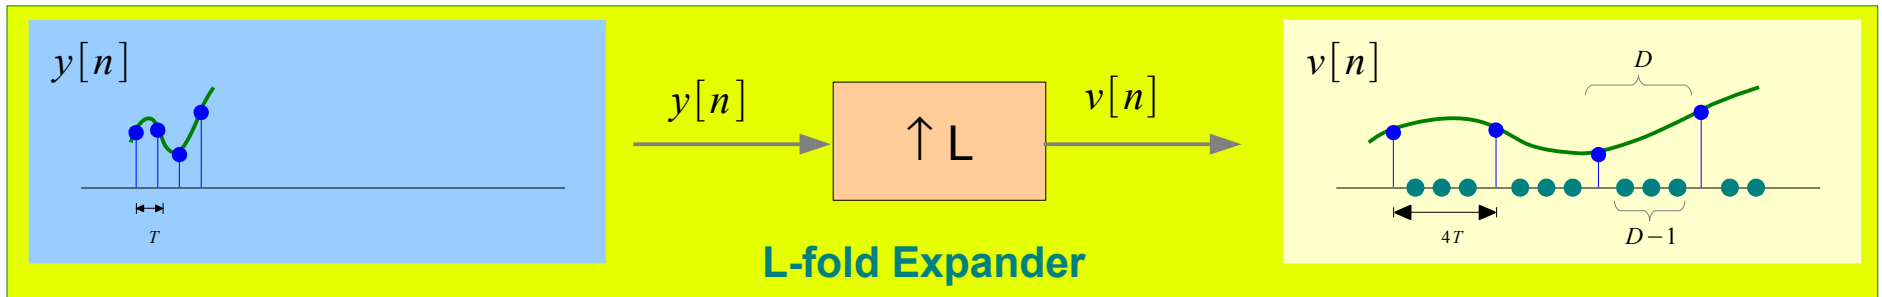 y[n]
T
y[n]
↑ L
v[n]
L-fold Expander
v[n]
D
4T
D−1